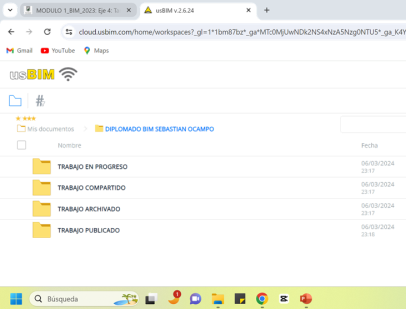 MODULO 1_BIM_2023: Eje 4: Ta
usBIM v.2.6.24
cloud.usbim.com/home/workspaces?_gl=1*1bm87bz*_ga*MTc0MjUwNDk2NS4xNzA5Nzg0NTU5*_ga_K4Y
Gmail
YouTube
Maps
usBIM
Mis documentos
DIPLOMADO BIM SEBASTIAN OCAMPO
Nombre
Fecha
TRABAJO EN PROGRESO
06/03/2024
23:17
TRABAJO COMPARTIDO
06/03/2024
23:17
TRABAJO ARCHIVADO
06/03/2024
23:17
TRABAJO PUBLICADO
06/03/2024
23:16
Búsqueda
1